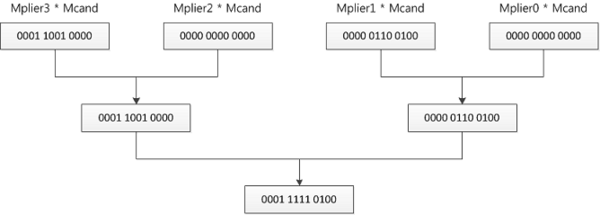 Mplier3 * Mcand Mplier2 * Mcand Mplier1 * Mcand Mplier0 * Mcand
0001 1001 0000 0000 0000 0000 0000 0110 0100 0000 0000 0000
0001 1001 0000 0000 0110 0100
0001 1111 0100